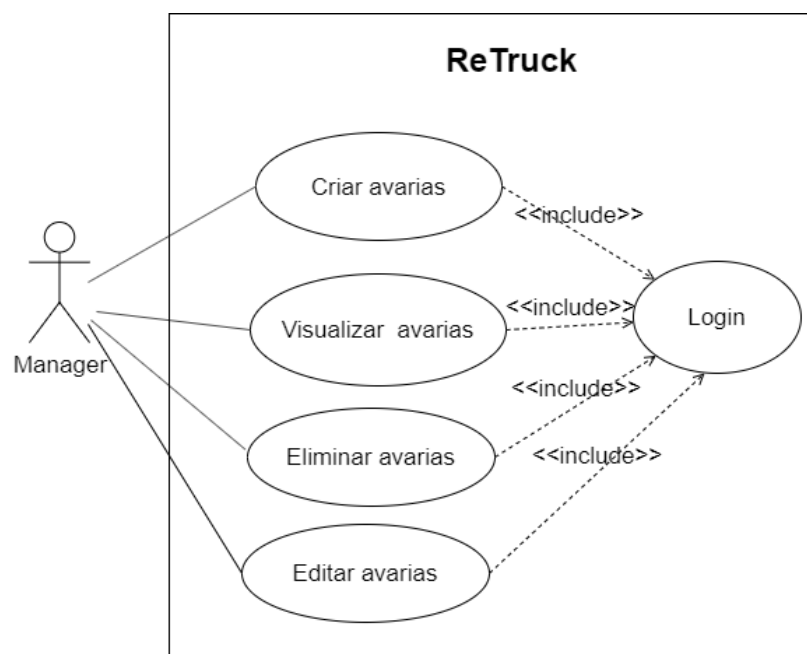 ReTruck
Criar avarias
<<include>>
Manager
Visualizar avarias
<<include>>
Login
Eliminar avarias
<<include>>
Editar avarias
<<include>>